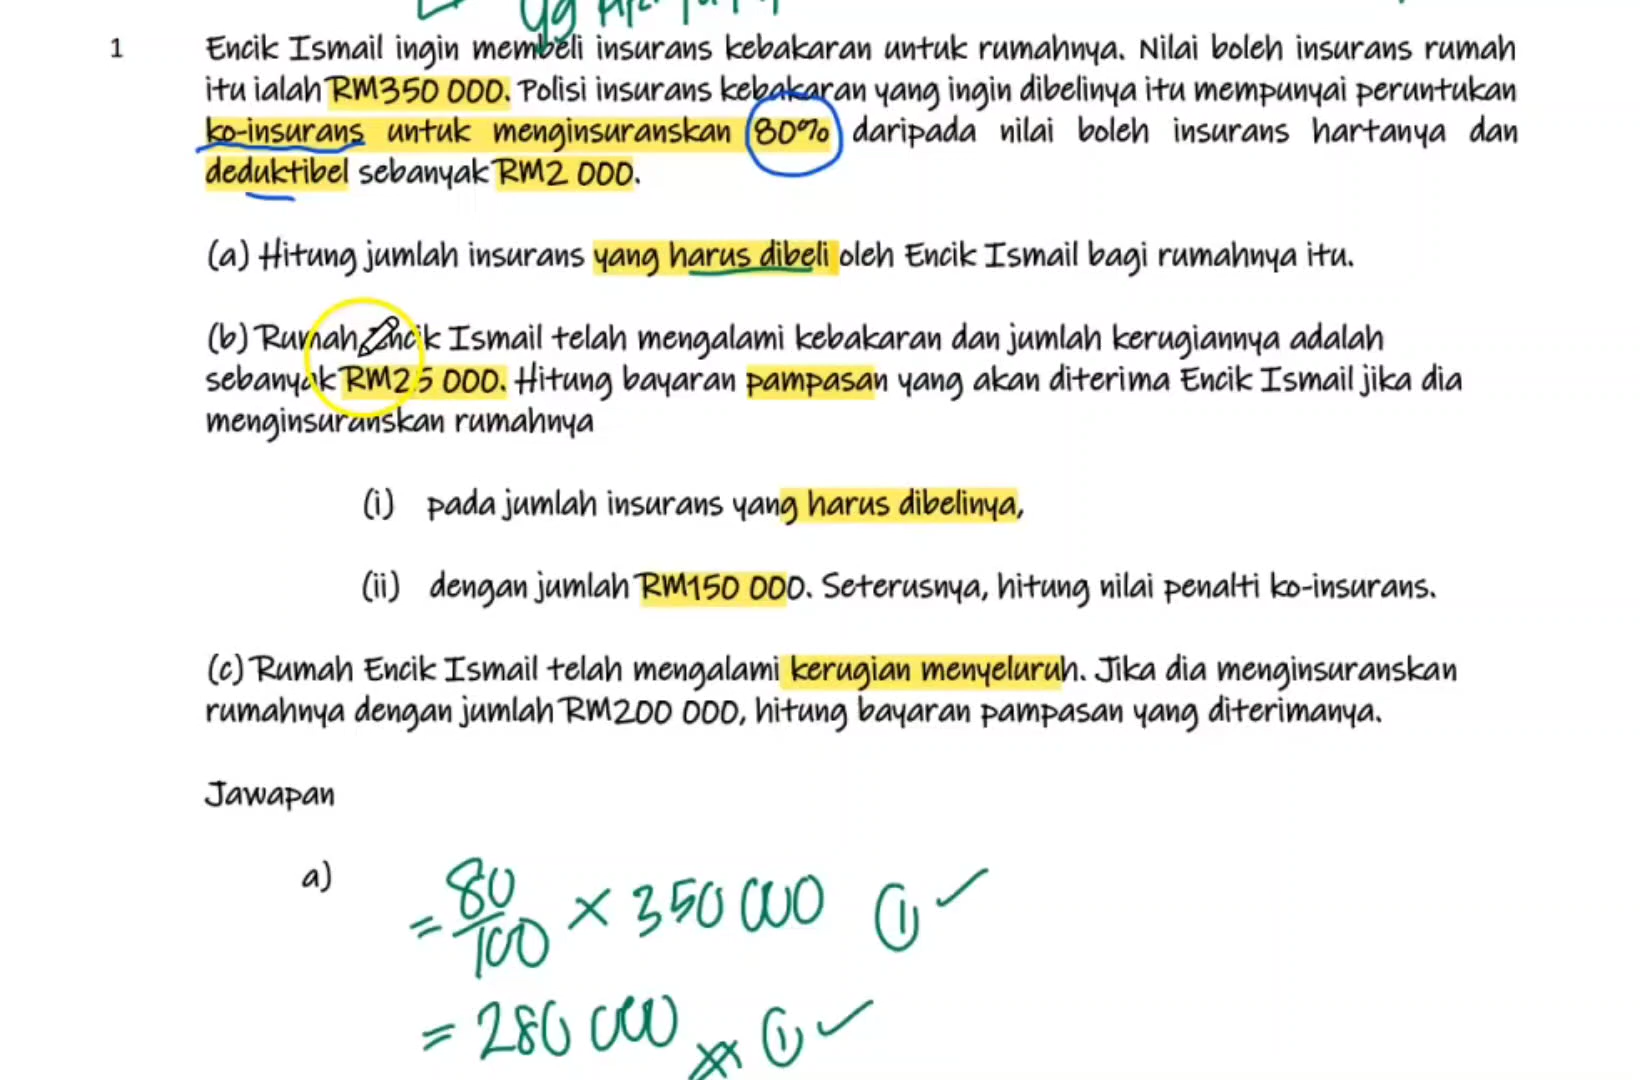 1 Encik Ismail ingin membeli insurans kebakaran untuk rumahnya. Nilai boleh insurans rumah
itu ialah RM350 000. Polisi insurans kebakaran yang ingin dibelinya itu mempunyai peruntukan
ko-insurans untuk menginsuranskan 80% daripada nilai boleh insurans hartanya dan
deduktibel sebanyak RM2 000.
(a) Hitung jumlah insurans yang harus dibeli oleh Encik Ismail bagi rumahnya itu.
(b) Rumah Encik Ismail telah mengalami kebakaran dan jumlah kerugiannya adalah
sebanyak RM25 000. Hitung bayaran pampasan yang akan diterima Encik Ismail jika dia
menginsuranskan rumahnya
(i) pada jumlah insurans yang harus dibelinya,
(ii) dengan jumlah RM150 000. Seterusnya, hitung nilai penalti ko-insurans.
(c) Rumah Encik Ismail telah mengalami kerugian menyeluruh. Jika dia menginsuranskan
rumahnya dengan jumlah RM200 000, hitung bayaran pampasan yang diterimanya.
Jawapan
a) = 80/100 × 350 000 ① ✓
= 280 000 ① ✓